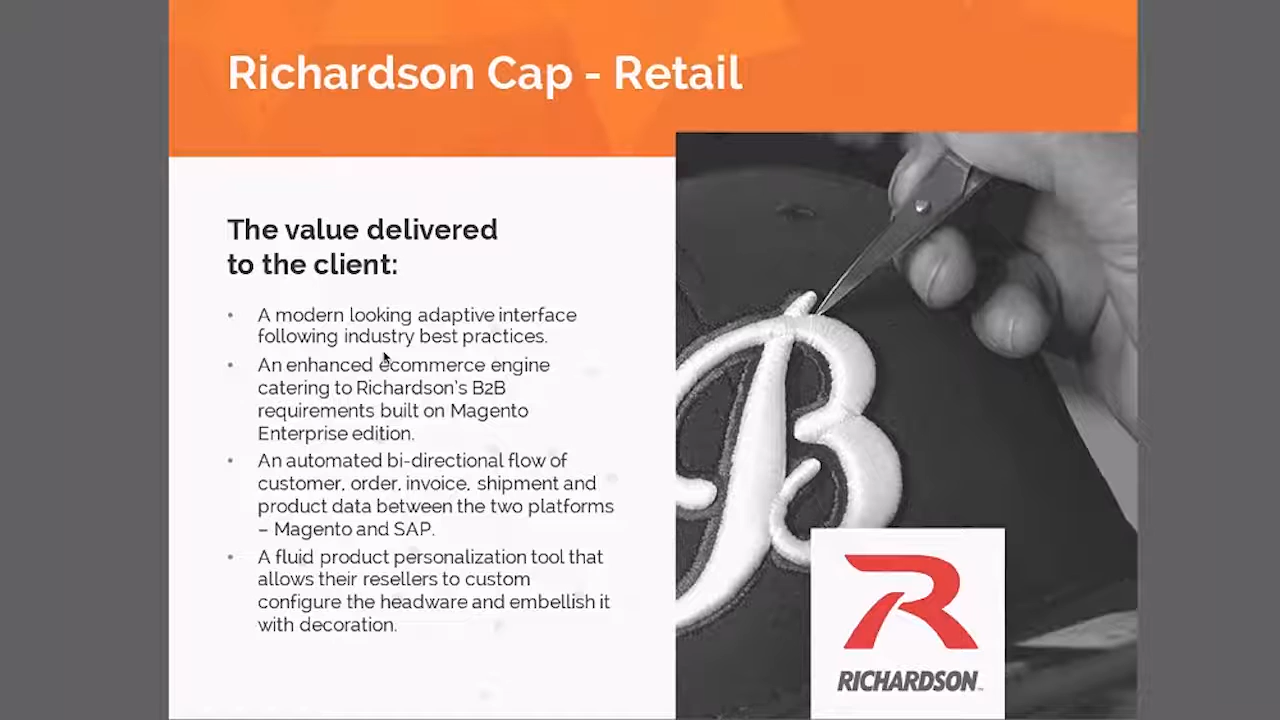 Richardson Cap - Retail
The value delivered
to the client:
• A modern looking adaptive interface
following industry best practices.
• An enhanced ecommerce engine
catering to Richardson's B2B
requirements built on Magento
Enterprise edition.
• An automated bi-directional flow of
customer, order, invoice, shipment and
product data between the two platforms
– Magento and SAP.
• A fluid product personalization tool that
allows their resellers to custom
configure the headware and embellish it
with decoration.
B
R
RICHARDSON™